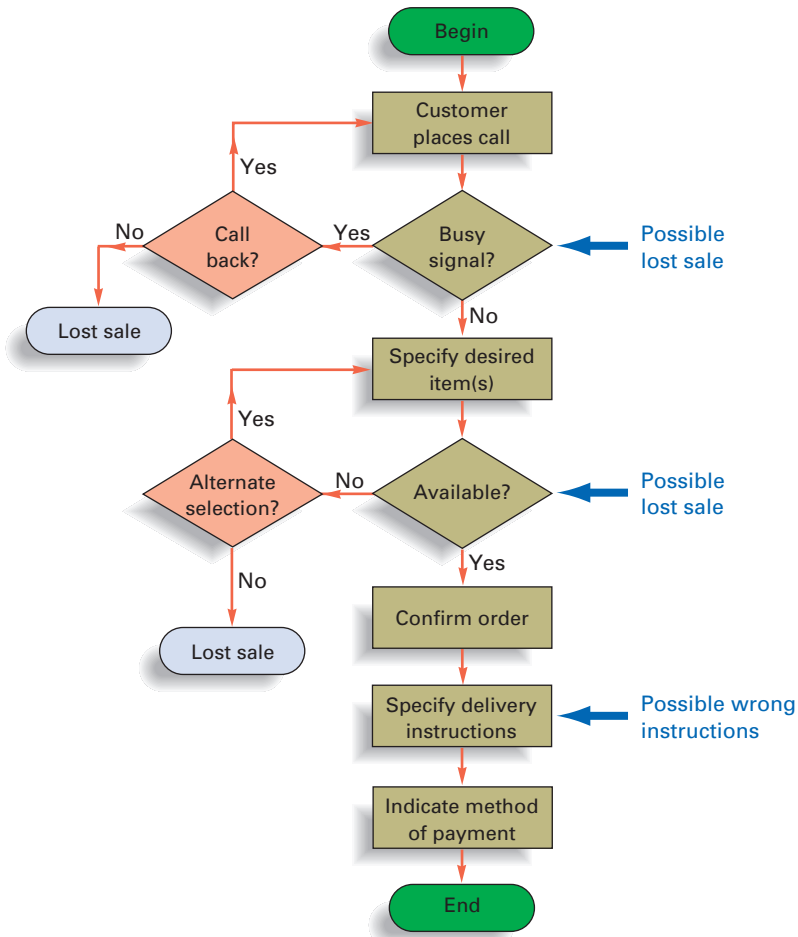 Begin
Customer
places call
Yes
No
Call
back?
Yes
Busy
signal?
Possible
lost sale
Lost sale
No
Specify desired
item(s)
Yes
Alternate
selection?
No
Available?
Possible
lost sale
No
Yes
Lost sale
Confirm order
Specify delivery
instructions
Possible wrong
instructions
Indicate method
of payment
End